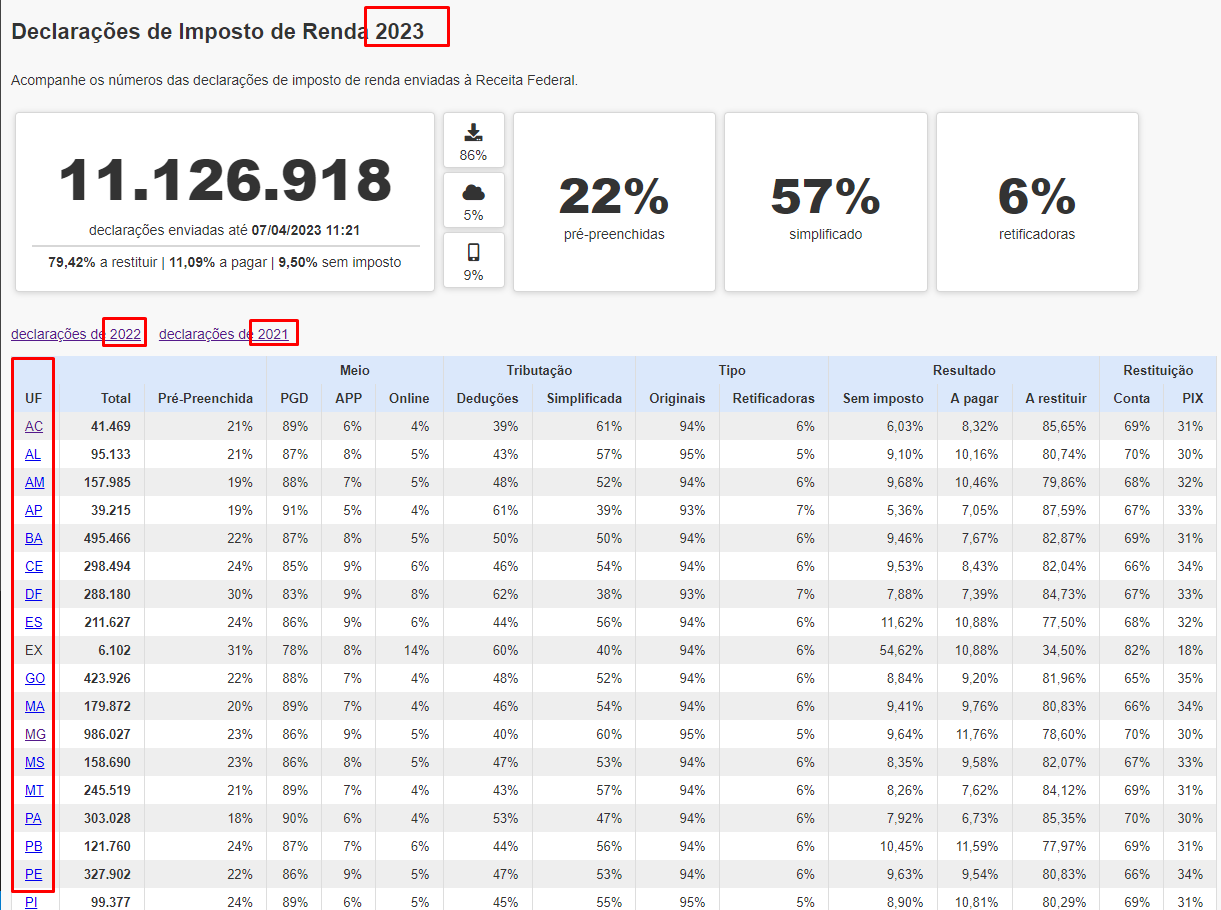 Declarações de Imposto de Renda 2023
Acompanhe os números das declarações de imposto de renda enviadas à Receita Federal.
11.126.918
declarações enviadas até 07/04/2023 11:21
79,42% a restituir | 11,09% a pagar | 9,50% sem imposto
86%
5%
9%
22%
pré-preenchidas
57%
simplificado
6%
retificadoras
declarações de 2022 declarações de 2021
Meio Tributação Tipo Resultado Restituição
UF Total Pré-Preenchida PGD APP Online Deduções Simplificada Originais Retificadoras Sem imposto A pagar A restituir Conta PIX
AC 41.469 21% 89% 6% 4% 39% 61% 94% 6% 6,03% 8,32% 85,65% 69% 31%
AL 95.133 21% 87% 8% 5% 43% 57% 95% 5% 9,10% 10,16% 80,74% 70% 30%
AM 157.985 19% 88% 7% 5% 48% 52% 94% 6% 9,68% 10,46% 79,86% 68% 32%
AP 39.215 19% 91% 5% 4% 61% 39% 93% 7% 5,36% 7,05% 87,59% 67% 33%
BA 495.466 22% 87% 8% 5% 50% 50% 94% 6% 9,46% 7,67% 82,87% 69% 31%
CE 298.494 24% 85% 9% 6% 46% 54% 94% 6% 9,53% 8,43% 82,04% 66% 34%
DF 288.180 30% 83% 9% 8% 62% 38% 93% 7% 7,88% 7,39% 84,73% 67% 33%
ES 211.627 24% 86% 9% 6% 44% 56% 94% 6% 11,62% 10,88% 77,50% 68% 32%
EX 6.102 31% 78% 8% 14% 60% 40% 94% 6% 54,62% 10,88% 34,50% 82% 18%
GO 423.926 22% 88% 7% 4% 48% 52% 94% 6% 8,84% 9,20% 81,96% 65% 35%
MA 179.872 20% 89% 7% 4% 46% 54% 94% 6% 9,41% 9,76% 80,83% 66% 34%
MG 986.027 23% 86% 9% 5% 40% 60% 95% 5% 9,64% 11,76% 78,60% 70% 30%
MS 158.690 23% 86% 8% 5% 47% 53% 94% 6% 8,35% 9,58% 82,07% 67% 33%
MT 245.519 21% 89% 7% 4% 43% 57% 94% 6% 8,26% 7,62% 84,12% 69% 31%
PA 303.028 18% 90% 6% 4% 53% 47% 94% 6% 7,92% 6,73% 85,35% 70% 30%
PB 121.760 24% 87% 7% 6% 44% 56% 94% 6% 10,45% 11,59% 77,97% 69% 31%
PE 327.902 22% 86% 9% 5% 47% 53% 94% 6% 9,63% 9,54% 80,83% 66% 34%
PI 99.377 24% 89% 6% 5% 45% 55% 95% 5% 8,90% 10,81% 80,29% 69% 31%